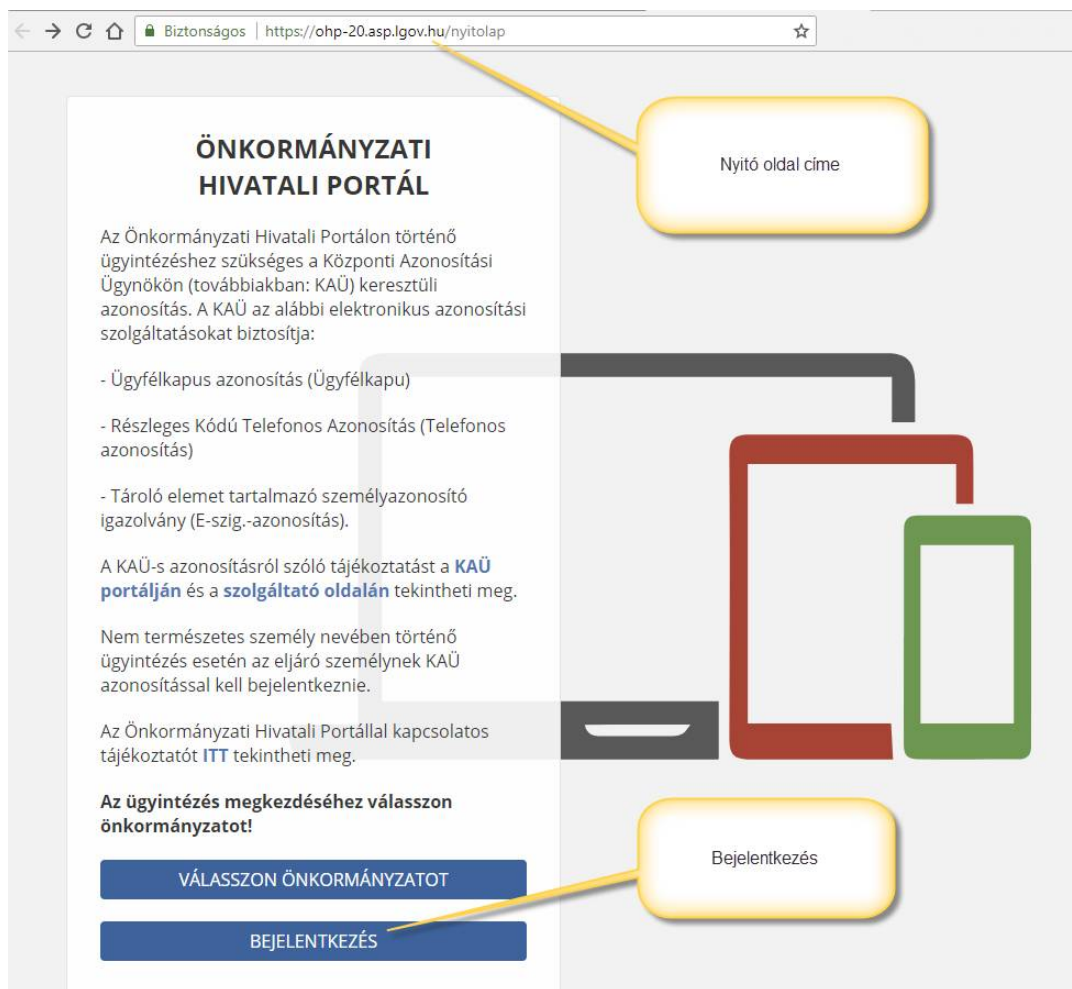 Biztonságos | https://ohp-20.asp.lgov.hu/nyitolap
ÖNKORMÁNYZATI
HIVATALI PORTÁL
Nyitó oldal címe
Az Önkormányzati Hivatali Portálon történő
ügyintézéshez szükséges a Központi Azonosítási
Ügynökön (továbbiakban: KAÜ) keresztüli
azonosítás. A KAÜ az alábbi elektronikus azonosítási
szolgáltatásokat biztosítja:
- Ügyfélkapus azonosítás (Ügyfélkapu)
- Részleges Kódú Telefonos Azonosítás (Telefonos
azonosítás)
- Tároló elemet tartalmazó személyazonosító
igazolvány (E-szig.-azonosítás).
A KAÜ-s azonosításról szóló tájékoztatást a KAÜ
portálján és a szolgáltató oldalán tekintheti meg.
Nem természetes személy nevében történő
ügyintézés esetén az eljáró személynek KAÜ
azonosítással kell bejelentkeznie.
Az Önkormányzati Hivatali Portállal kapcsolatos
tájékoztatót ITT tekintheti meg.
Az ügyintézés megkezdéséhez válasszon
önkormányzatot!
VÁLASSZON ÖNKORMÁNYZATOT
Bejelentkezés
BEJELENTKEZÉS